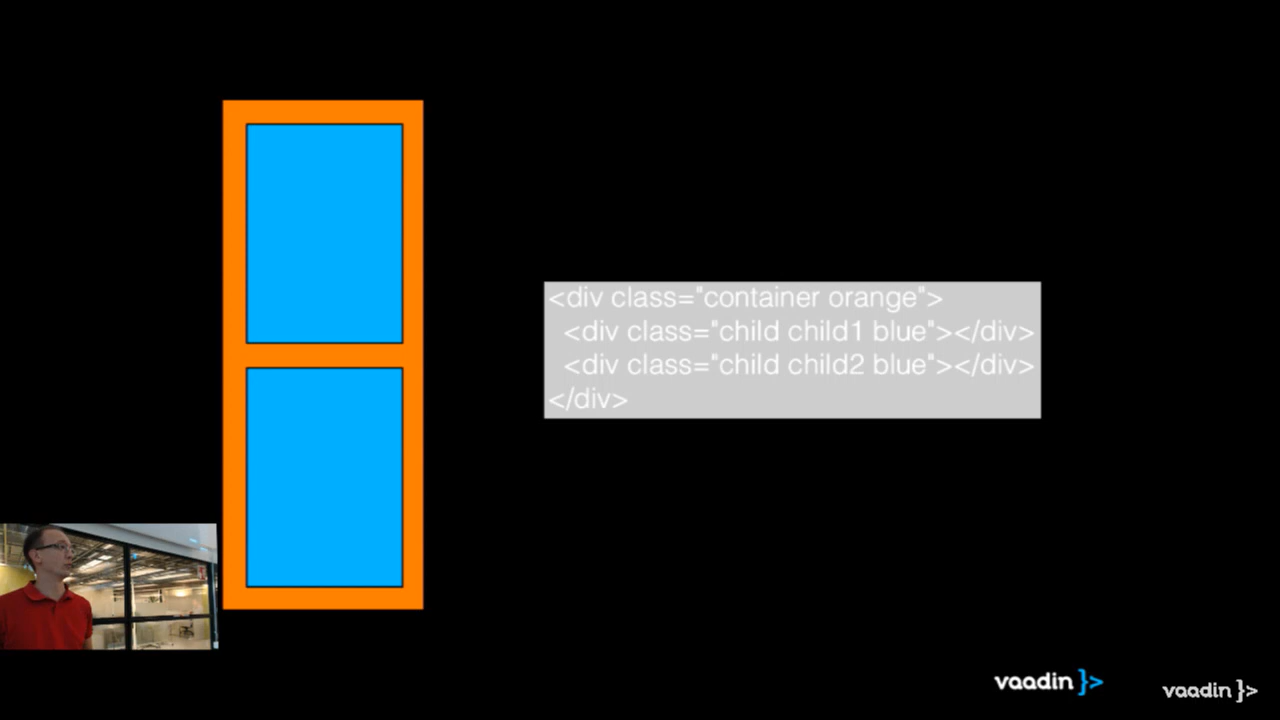 <div class="container orange">
<div class="child child1 blue"></div>
<div class="child child2 blue"></div>
</div>
vaadin }>
vaadin }>